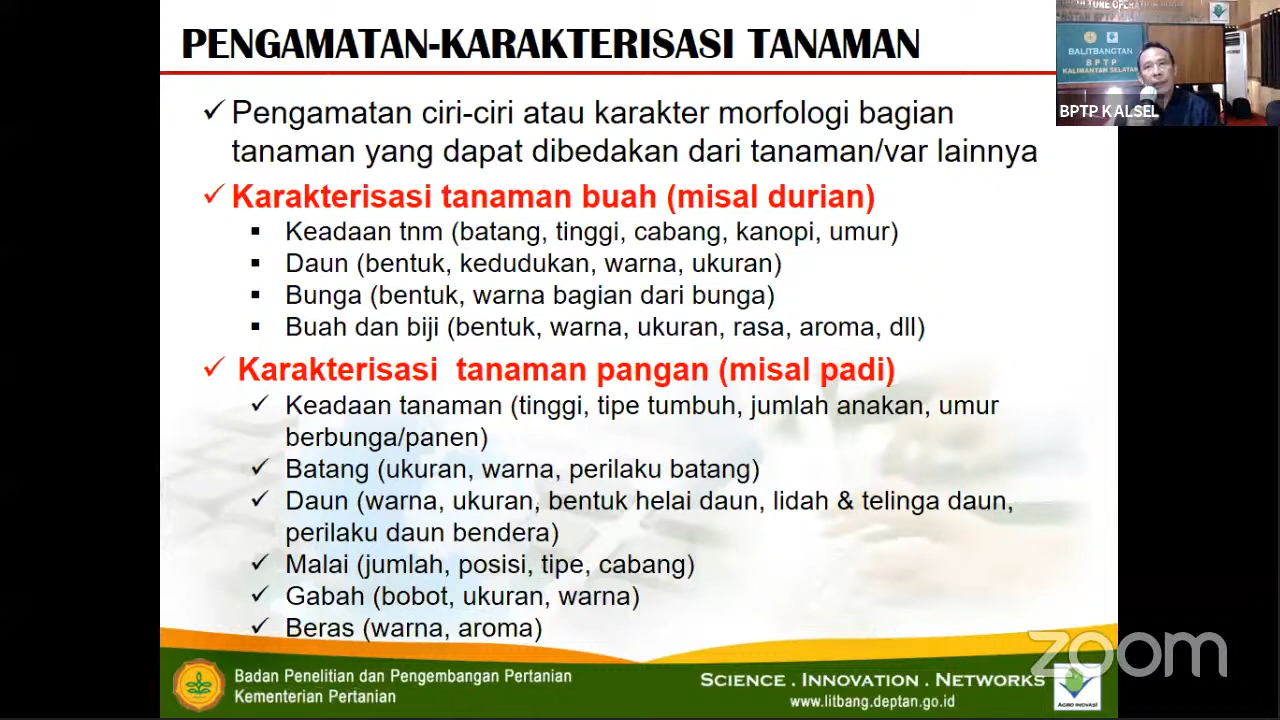 PENGAMATAN-KARAKTERISASI TANAMAN
✓ Pengamatan ciri-ciri atau karakter morfologi bagian
tanaman yang dapat dibedakan dari tanaman/var lainnya
✓ Karakterisasi tanaman buah (misal durian)
▪ Keadaan tnm (batang, tinggi, cabang, kanopi, umur)
▪ Daun (bentuk, kedudukan, warna, ukuran)
▪ Bunga (bentuk, warna bagian dari bunga)
▪ Buah dan biji (bentuk, warna, ukuran, rasa, aroma, dll)
✓ Karakterisasi tanaman pangan (misal padi)
✓ Keadaan tanaman (tinggi, tipe tumbuh, jumlah anakan, umur
berbunga/panen)
✓ Batang (ukuran, warna, perilaku batang)
✓ Daun (warna, ukuran, bentuk helai daun, lidah & telinga daun,
perilaku daun bendera)
✓ Malai (jumlah, posisi, tipe, cabang)
✓ Gabah (bobot, ukuran, warna)
✓ Beras (warna, aroma)
Badan Penelitian dan Pengembangan Pertanian
Kementerian Pertanian
SCIENCE . INNOVATION . NETWORKS
www.litbang.deptan.go.id
AGRO INOVASI
zoom
BALITBANGTAN
BPTP
KALIMANTAN SELATAN
BPTP KALSEL